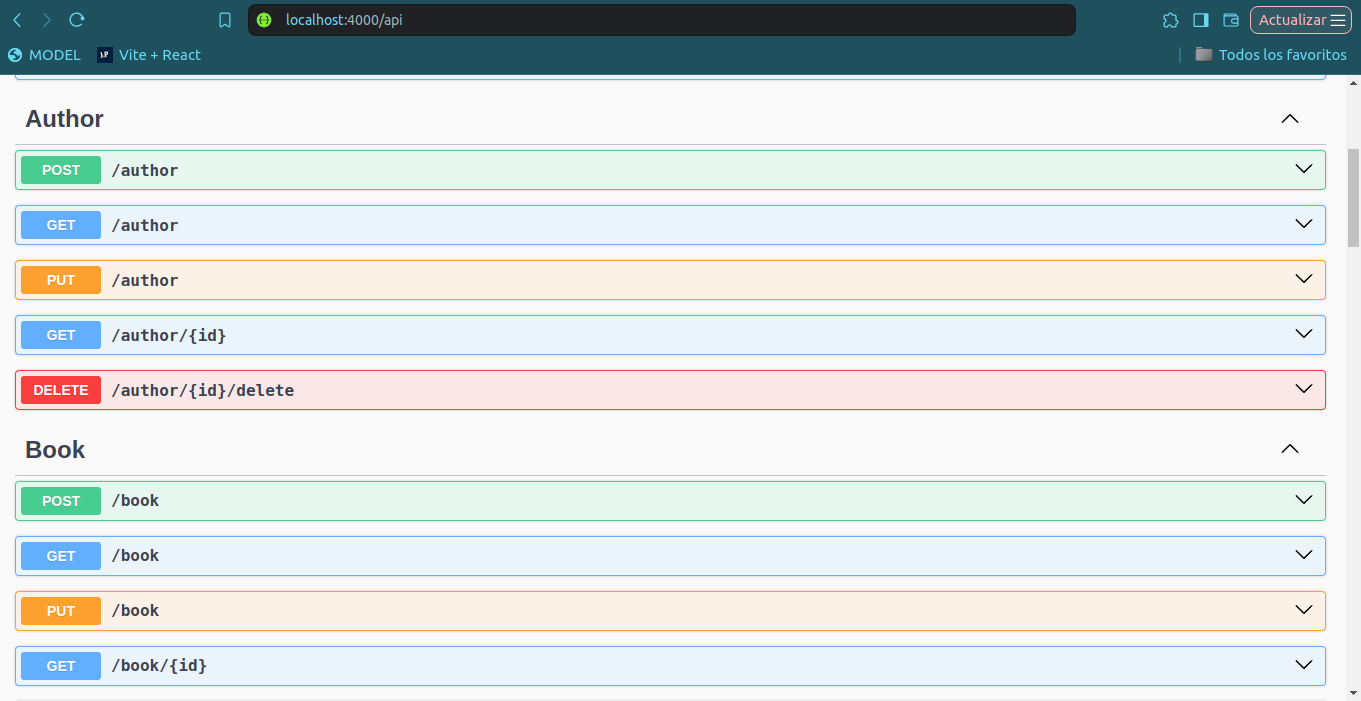 localhost:4000/api
Actualizar
MODEL
Vite + React
Todos los favoritos
Author
POST /author
GET /author
PUT /author
GET /author/{id}
DELETE /author/{id}/delete
Book
POST /book
GET /book
PUT /book
GET /book/{id}